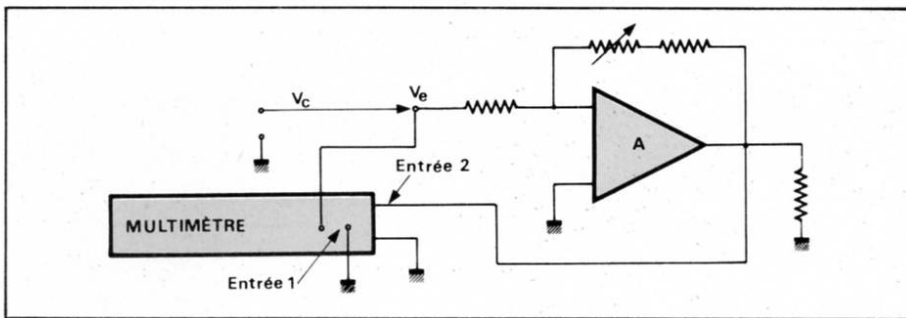 Vc
Ve
A
Entrée 2
MULTIMÈTRE
Entrée 1